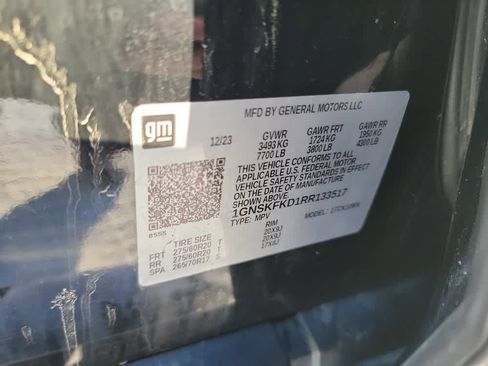 gm
MFD BY GENERAL MOTORS LLC
12/23 GVWR GAWR FRT GAWR RR
3493 KG 1724 KG 1950 KG
7700 LB 3800 LB 4300 LB
THIS VEHICLE CONFORMS TO ALL
APPLICABLE U.S. FEDERAL MOTOR
VEHICLE SAFETY STANDARDS IN EFFECT
ON THE DATE OF MANUFACTURE
1GNSKFKD1RR133517
TYPE: MPV MODEL:
TIRE SIZE RIM
FRT 275/60R20 T 20X9J
RR 275/60R20 T 20X9J
SPA 265/70R17 S 17X8J